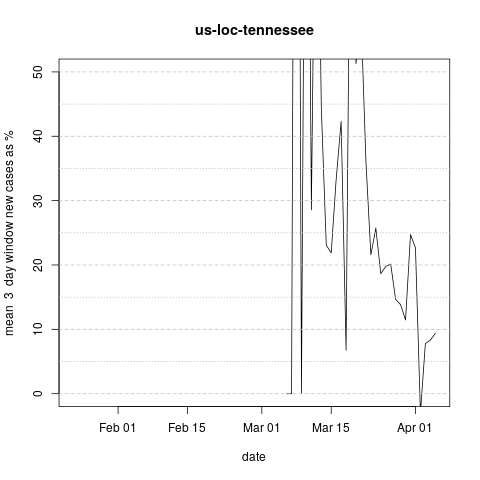 us-loc-tennessee
mean  3  day window new cases as %
50
40
30
20
10
0
Feb 01
Feb 15
Mar 01
Mar 15
Apr 01
date